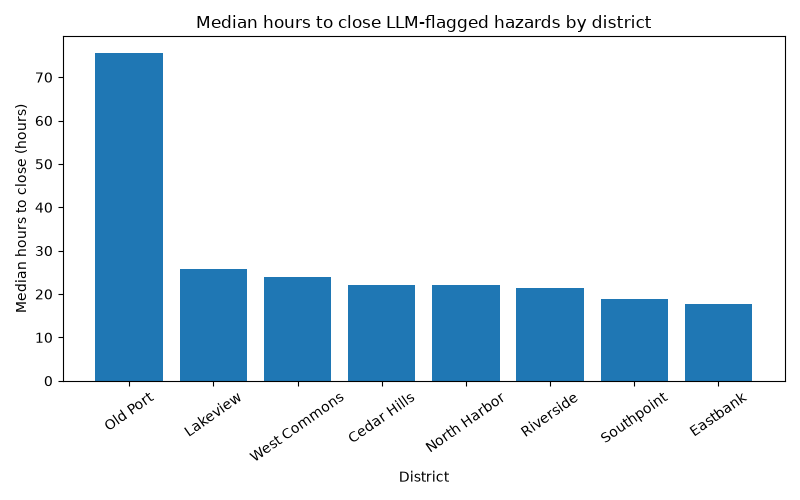 Median hours to close LLM-flagged hazards by district
Median hours to close (hours)
70
60
50
40
30
20
10
0
Old Port
Lakeview
West Commons
Cedar Hills
North Harbor
Riverside
Southpoint
Eastbank
District